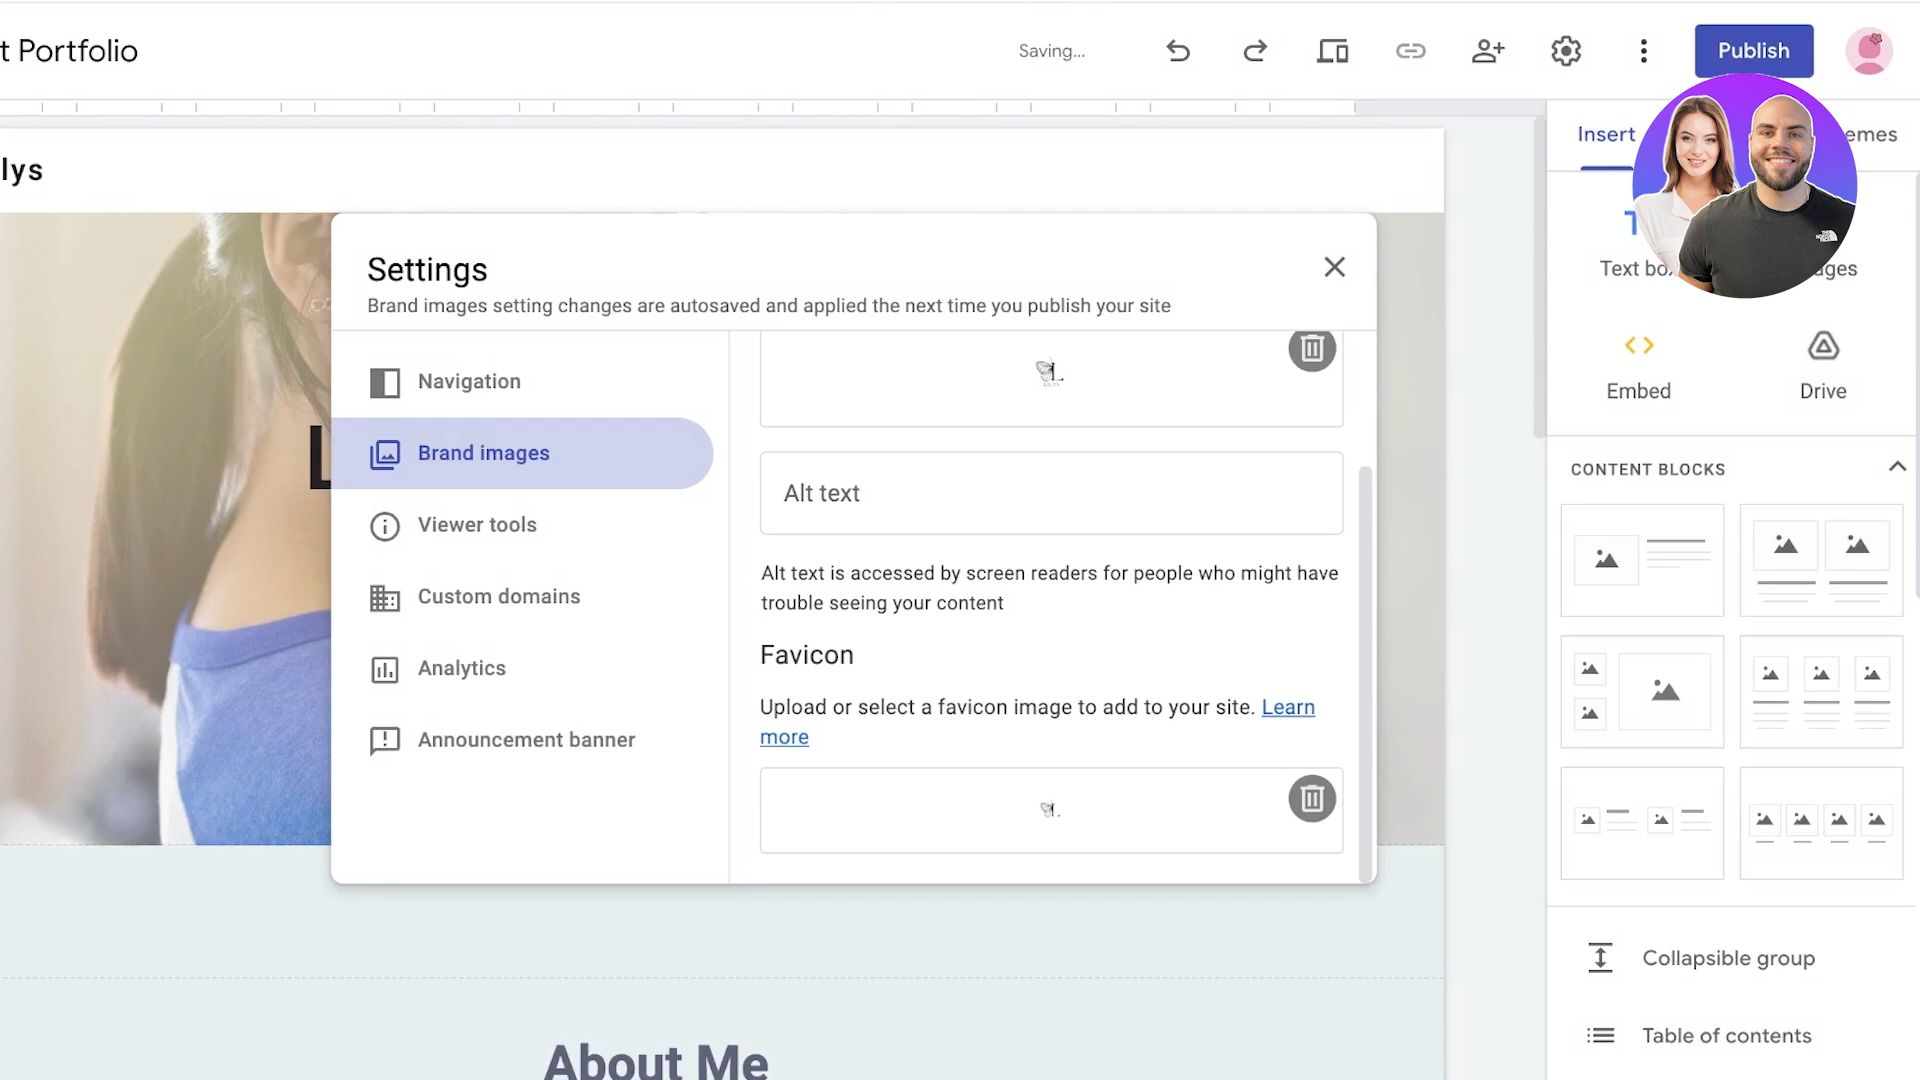 t Portfolio
Saving...
Publish
Insert
emes
lys
Text bo
ges
Settings
Brand images setting changes are autosaved and applied the next time you publish your site
Navigation
Brand images
Viewer tools
Custom domains
Analytics
Announcement banner
L
Alt text
Alt text is accessed by screen readers for people who might have
trouble seeing your content
Favicon
Upload or select a favicon image to add to your site. Learn
more
Embed
Drive
CONTENT BLOCKS
Collapsible group
Table of contents
About Me